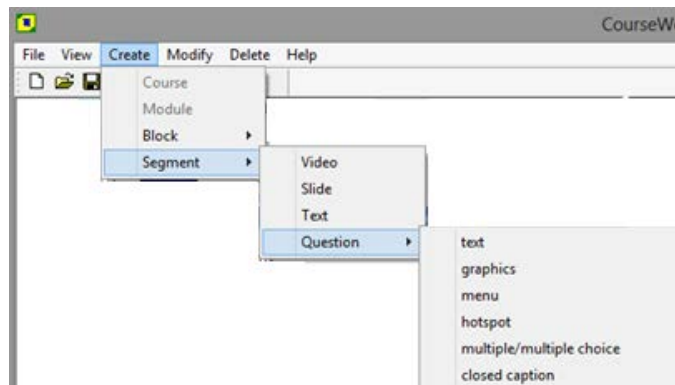 CourseW
File View Create Modify Delete Help
Course
Module
Block
Segment
Video
Slide
Text
Question
text
graphics
menu
hotspot
multiple/multiple choice
closed caption